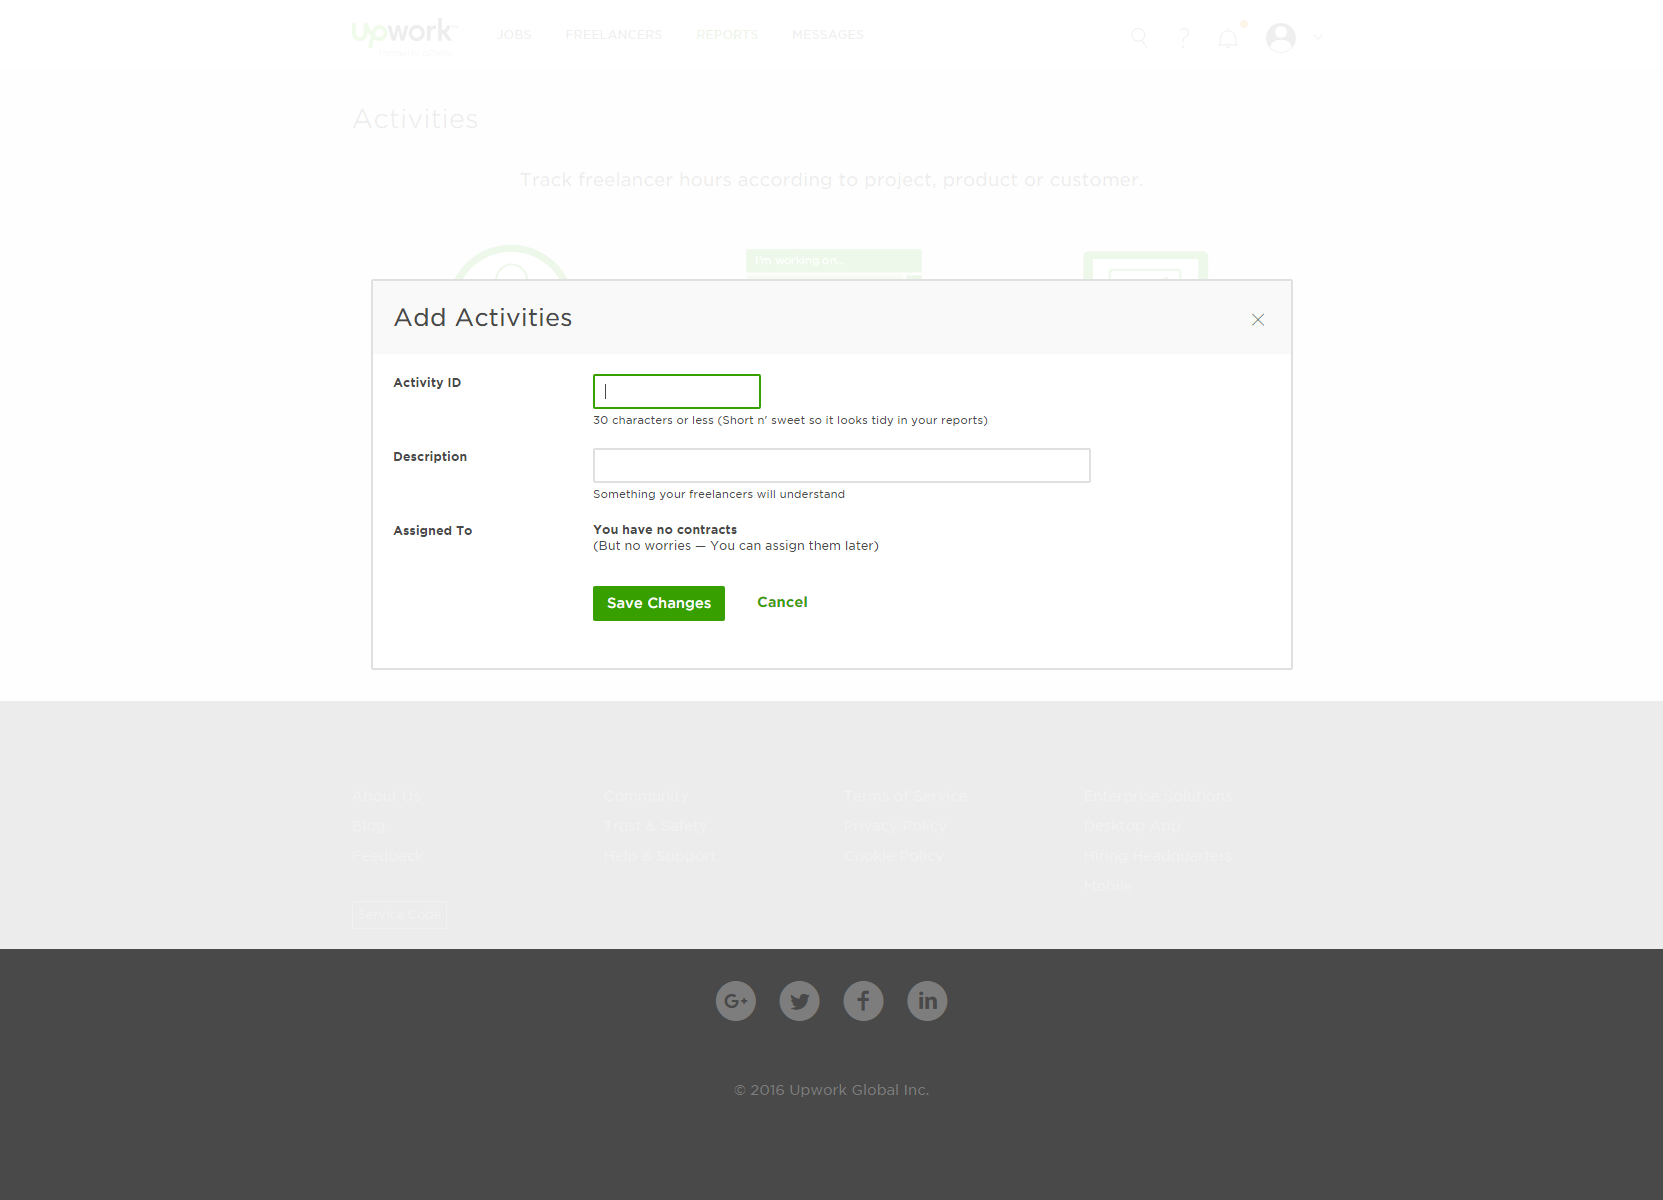 Upwork
JOBS FREELANCERS REPORTS MESSAGES
Activities
Track freelancer hours according to project, product or customer.
I'm working on...
Add Activities
Activity ID
30 characters or less (Short n' sweet so it looks tidy in your reports)
Description
Something your freelancers will understand
Assigned To
You have no contracts
(But no worries — You can assign them later)
Save Changes Cancel
About Us Community Terms of Service Enterprise Solutions
Blog Trust & Safety Privacy Policy Desktop App
Feedback Help & Support Cookie Policy Hiring Headquarters
Mobile
Service Code
G+ f in
© 2016 Upwork Global Inc.